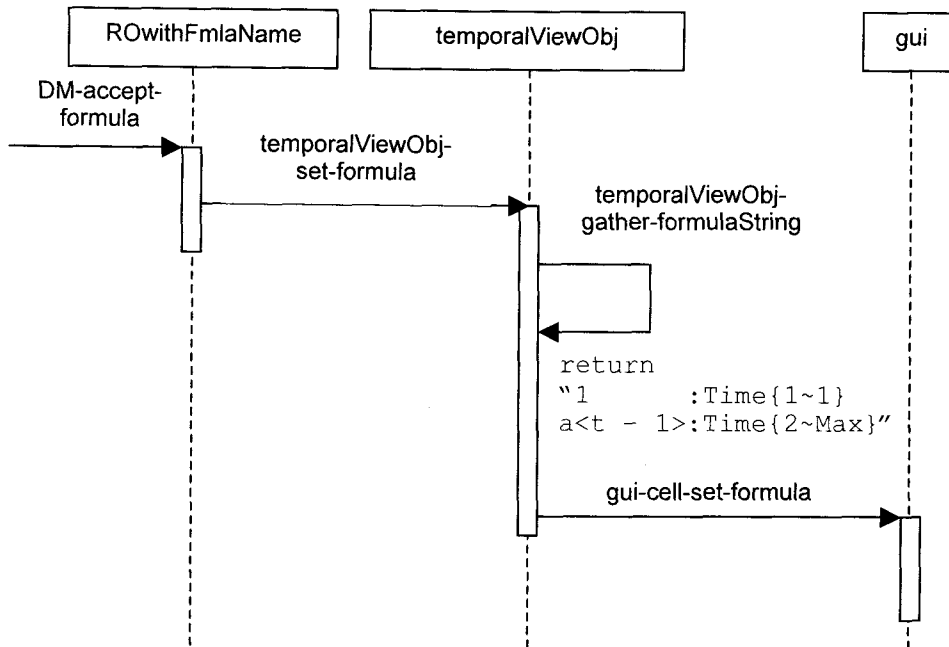 ROwithFmlaName
temporalViewObj
gui
DM-accept-
formula
temporalViewObj-
set-formula
temporalViewObj-
gather-formulaString
return
“1       :Time{1~1}
a<t - 1>:Time{2~Max}”
gui-cell-set-formula